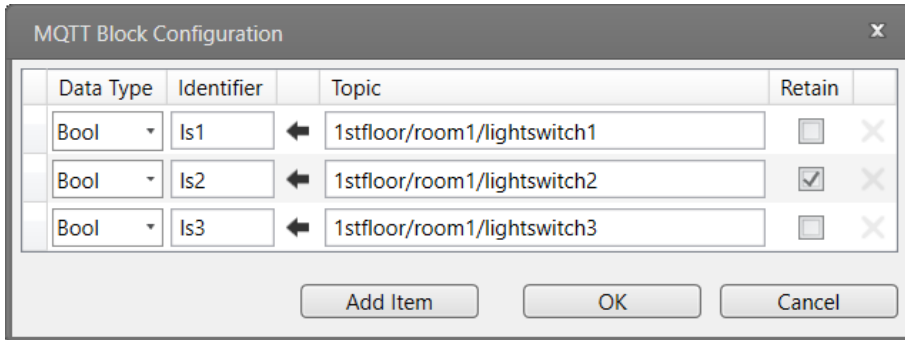 MQTT Block Configuration x
Data Type Identifier Topic Retain
Bool ls1 1stfloor/room1/lightswitch1
Bool ls2 1stfloor/room1/lightswitch2
Bool ls3 1stfloor/room1/lightswitch3
Add Item OK Cancel